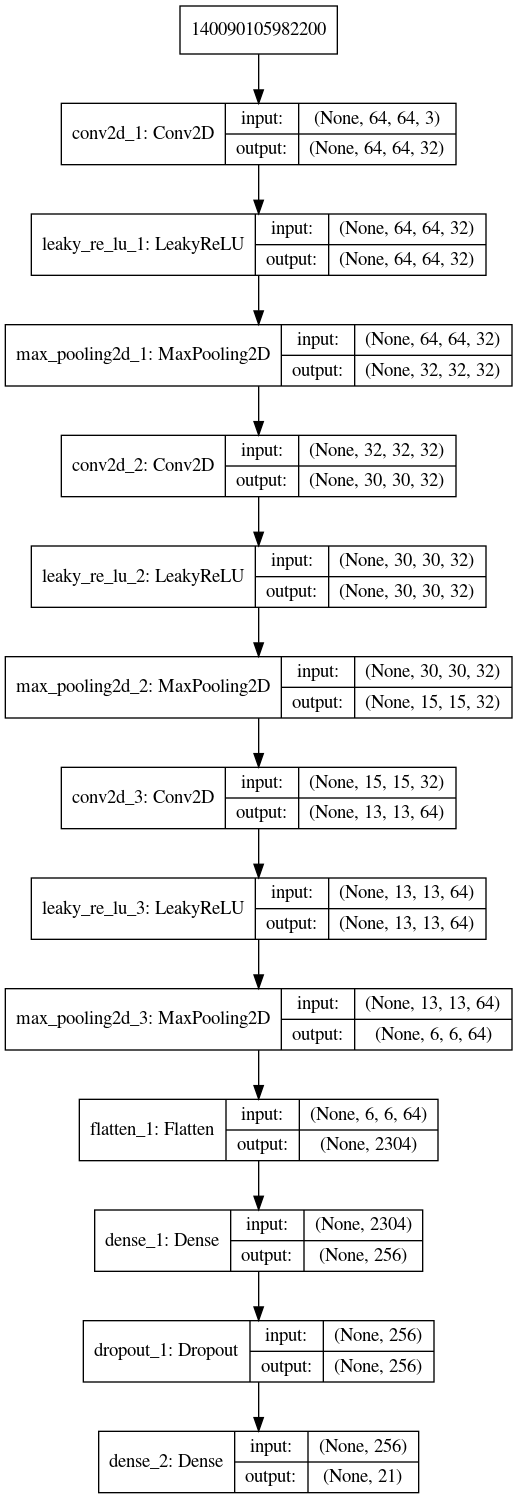 140090105982200
conv2d_1: Conv2D
input: (None, 64, 64, 3)
output: (None, 64, 64, 32)
leaky_re_lu_1: LeakyReLU
input: (None, 64, 64, 32)
output: (None, 64, 64, 32)
max_pooling2d_1: MaxPooling2D
input: (None, 64, 64, 32)
output: (None, 32, 32, 32)
conv2d_2: Conv2D
input: (None, 32, 32, 32)
output: (None, 30, 30, 32)
leaky_re_lu_2: LeakyReLU
input: (None, 30, 30, 32)
output: (None, 30, 30, 32)
max_pooling2d_2: MaxPooling2D
input: (None, 30, 30, 32)
output: (None, 15, 15, 32)
conv2d_3: Conv2D
input: (None, 15, 15, 32)
output: (None, 13, 13, 64)
leaky_re_lu_3: LeakyReLU
input: (None, 13, 13, 64)
output: (None, 13, 13, 64)
max_pooling2d_3: MaxPooling2D
input: (None, 13, 13, 64)
output: (None, 6, 6, 64)
flatten_1: Flatten
input: (None, 6, 6, 64)
output: (None, 2304)
dense_1: Dense
input: (None, 2304)
output: (None, 256)
dropout_1: Dropout
input: (None, 256)
output: (None, 256)
dense_2: Dense
input: (None, 256)
output: (None, 21)